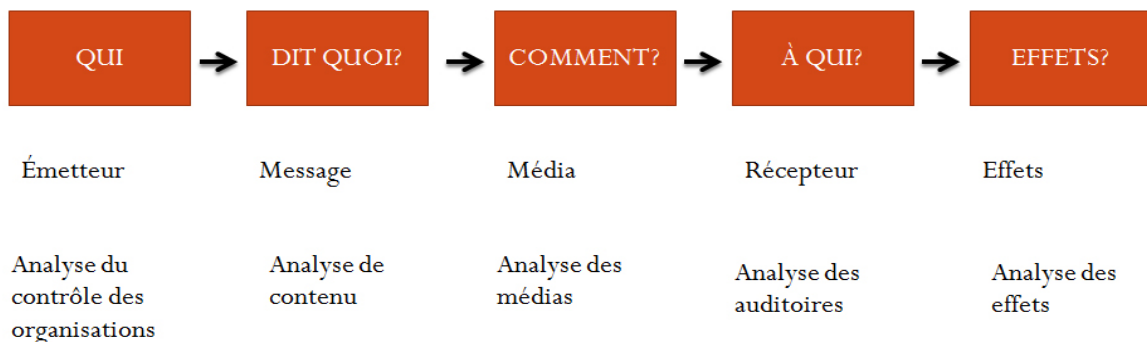 QUI
DIT QUOI?
COMMENT?
À QUI?
EFFETS?
Émetteur
Message
Média
Récepteur
Effets
Analyse du
contrôle des
organisations
Analyse de
contenu
Analyse des
médias
Analyse des
auditoires
Analyse des
effets